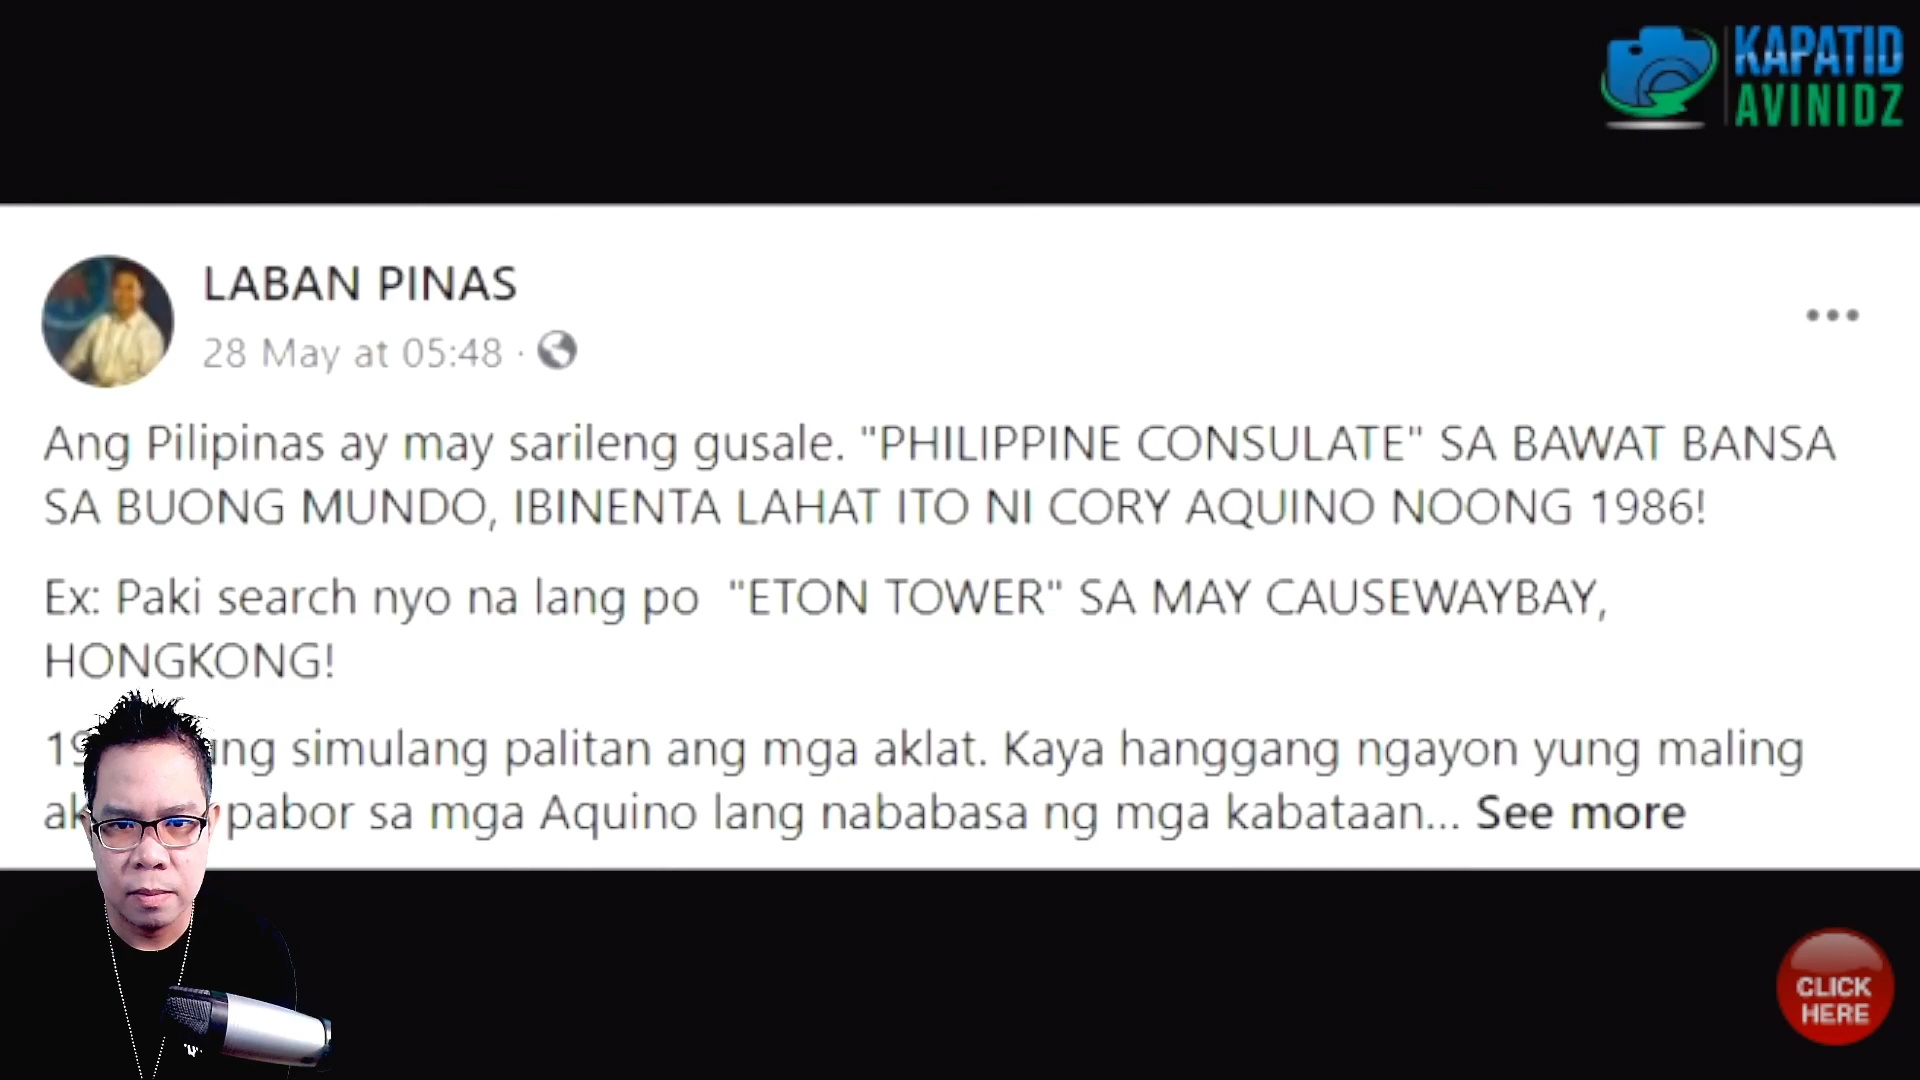 KAPATID
AVINIDZ
LABAN PINAS
28 May at 05:48 ·
Ang Pilipinas ay may sarileng gusale. "PHILIPPINE CONSULATE" SA BAWAT BANSA
SA BUONG MUNDO, IBINENTA LAHAT ITO NI CORY AQUINO NOONG 1986!
Ex: Paki search nyo na lang po "ETON TOWER" SA MAY CAUSEWAYBAY,
HONGKONG!
simulang palitan ang mga aklat. Kaya hanggang ngayon yung maling
pabor sa mga Aquino lang nababasa ng mga kabataan... See more
CLICK
HERE